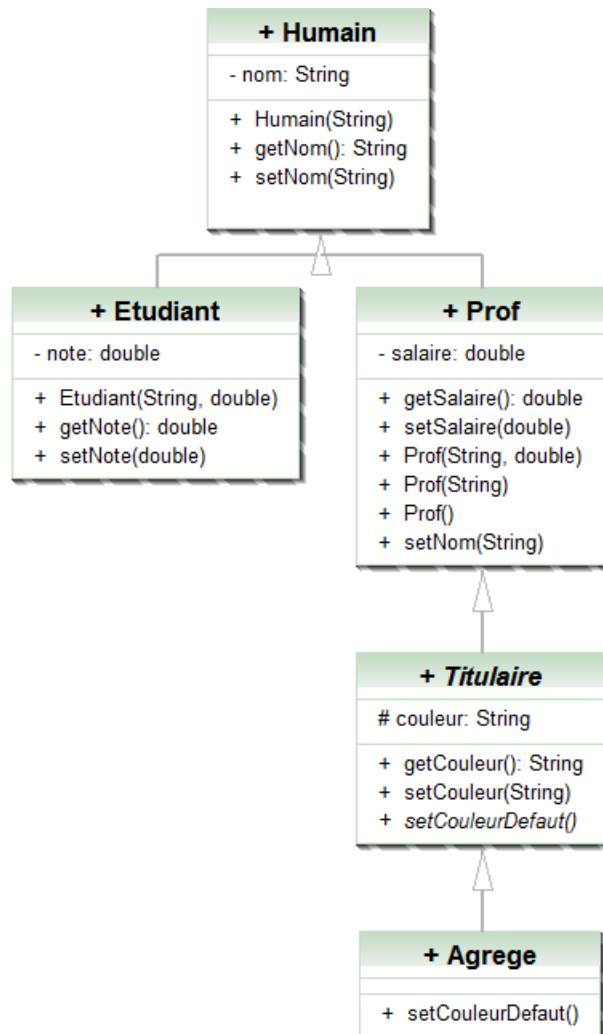 + Humain
- nom: String
+ Humain(String)
+ getNom(): String
+ setNom(String)
+ Etudiant
- note: double
+ Etudiant(String, double)
+ getNote(): double
+ setNote(double)
+ Prof
- salaire: double
+ getSalaire(): double
+ setSalaire(double)
+ Prof(String, double)
+ Prof(String)
+ Prof()
+ setNom(String)
+ Titulaire
# couleur: String
+ getCouleur(): String
+ setCouleur(String)
+ setCouleurDefaut()
+ Agrege
+ setCouleurDefaut()